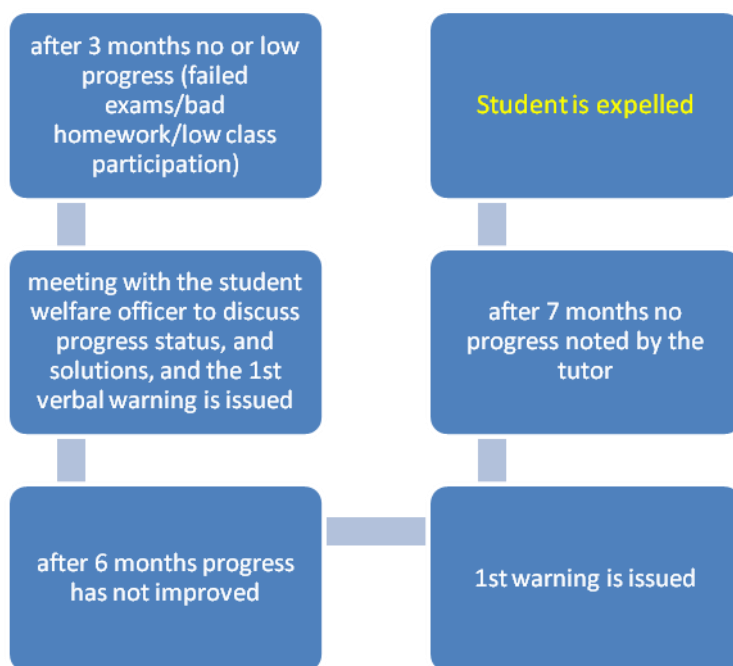 after 3 months no or low
progress (failed
exams/bad
homework/low class
participation)
meeting with the student
welfare officer to discuss
progress status, and
solutions, and the 1st
verbal warning is issued
after 6 months progress
has not improved
1st warning is issued
after 7 months no
progress noted by the
tutor
Student is expelled